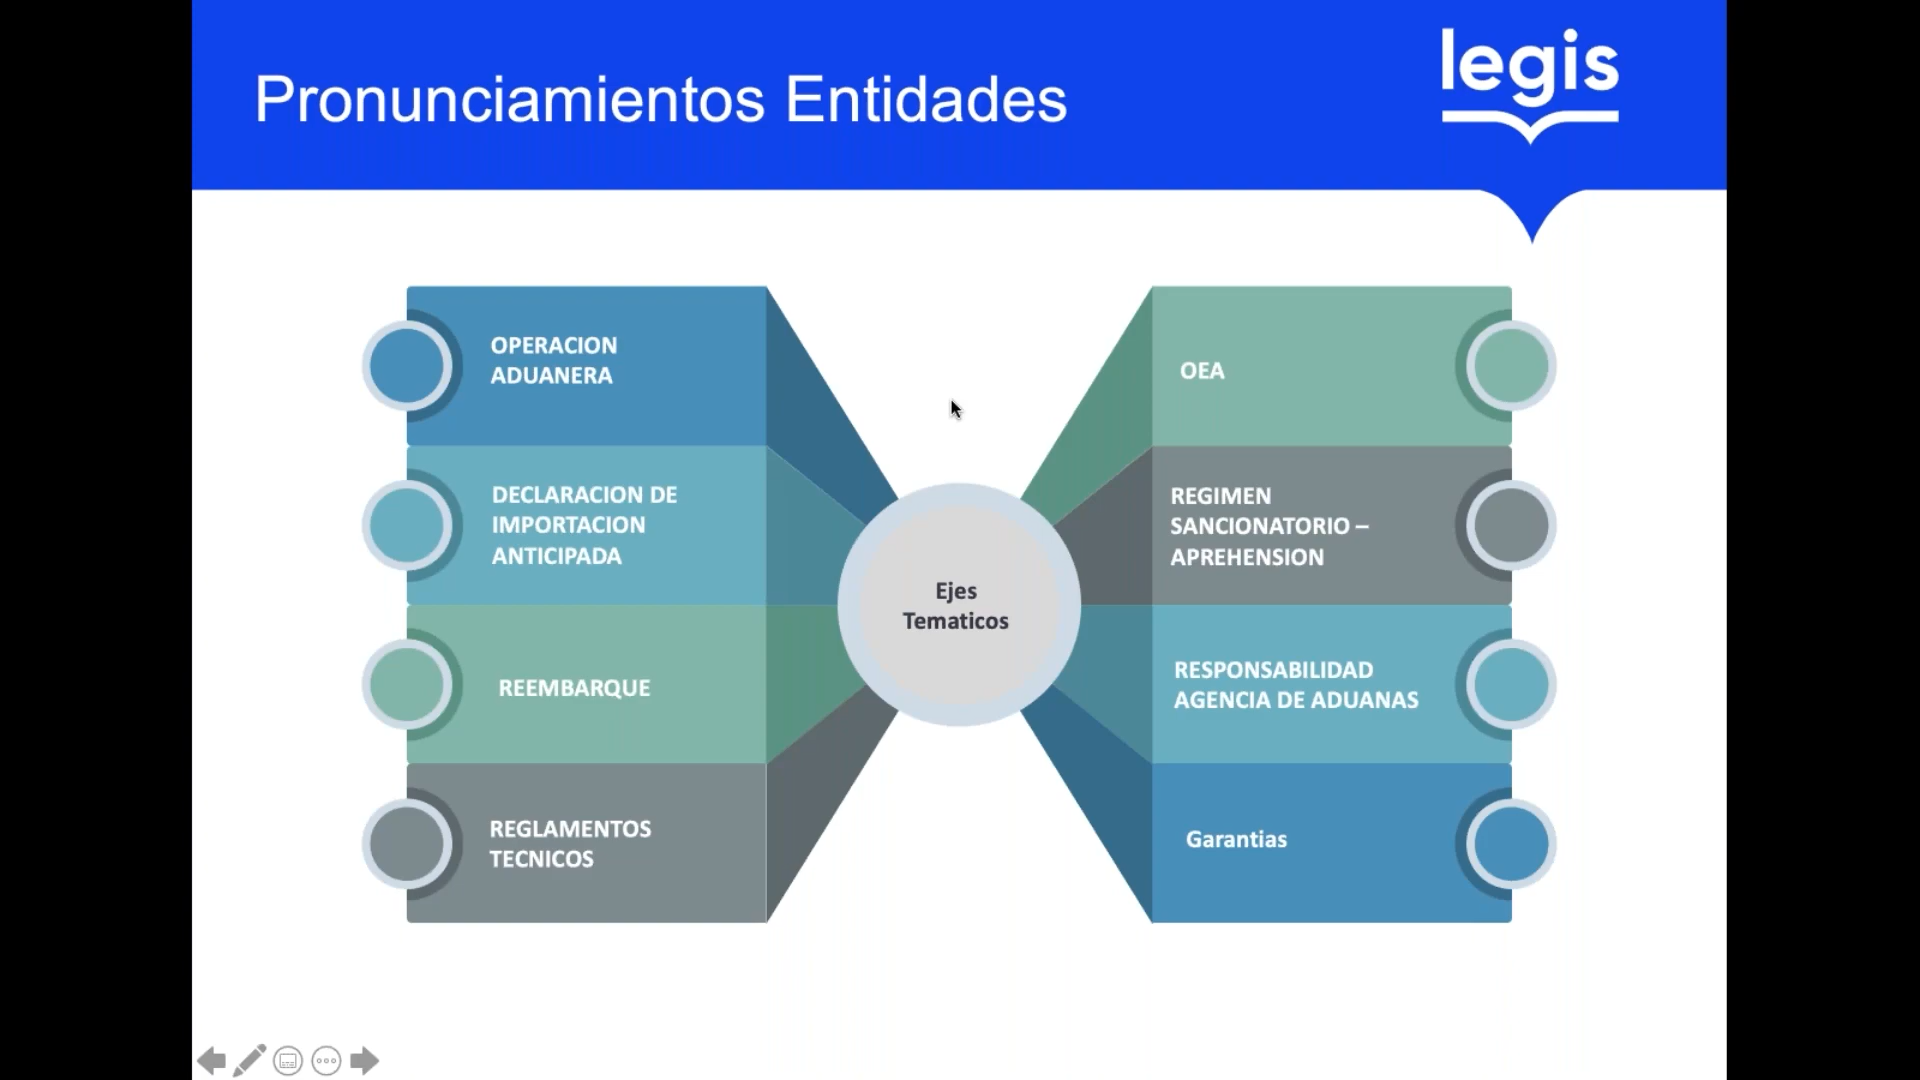 Pronunciamientos Entidades
legis
OPERACION
ADUANERA
DECLARACION DE
IMPORTACION
ANTICIPADA
REEMBARQUE
REGLAMENTOS
TECNICOS
Ejes
Tematicos
OEA
REGIMEN
SANCIONATORIO –
APREHENSION
RESPONSABILIDAD
AGENCIA DE ADUANAS
Garantias